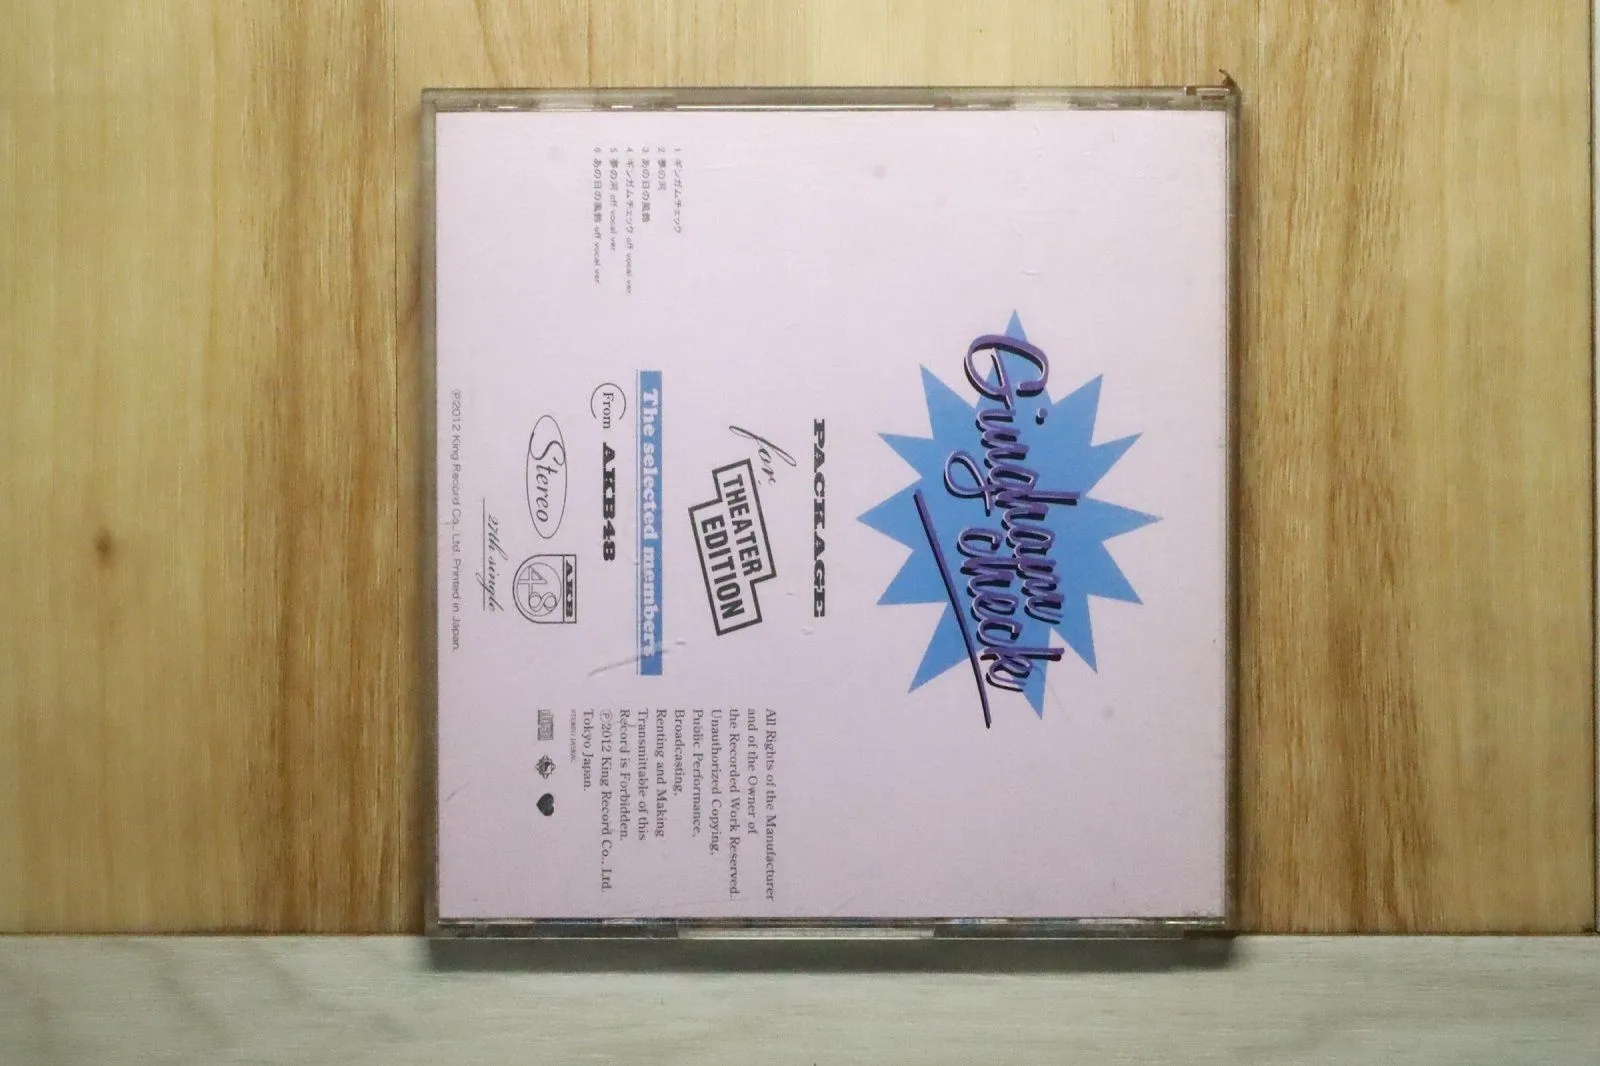 Gingham
check
PACKAGE
for
THEATER
EDITION
The selected members
From AKB48
Stereo
AKB
48
27th single
1 ギンガムチェック
2 夢の河
3 あの日の風鈴
4 ギンガムチェック off vocal ver.
5 夢の河 off vocal ver.
6 あの日の風鈴 off vocal ver.
All Rights of the Manufacturer
and of the Owner of
the Recorded Work Reserved.
Unauthorized Copying,
Public Performance,
Broadcasting,
Renting and Making
Transmittable of this
Record is Forbidden.
Ⓟ2012 King Record Co., Ltd.
Tokyo Japan.
Ⓟ2012 King Record Co., Ltd. Printed in Japan.